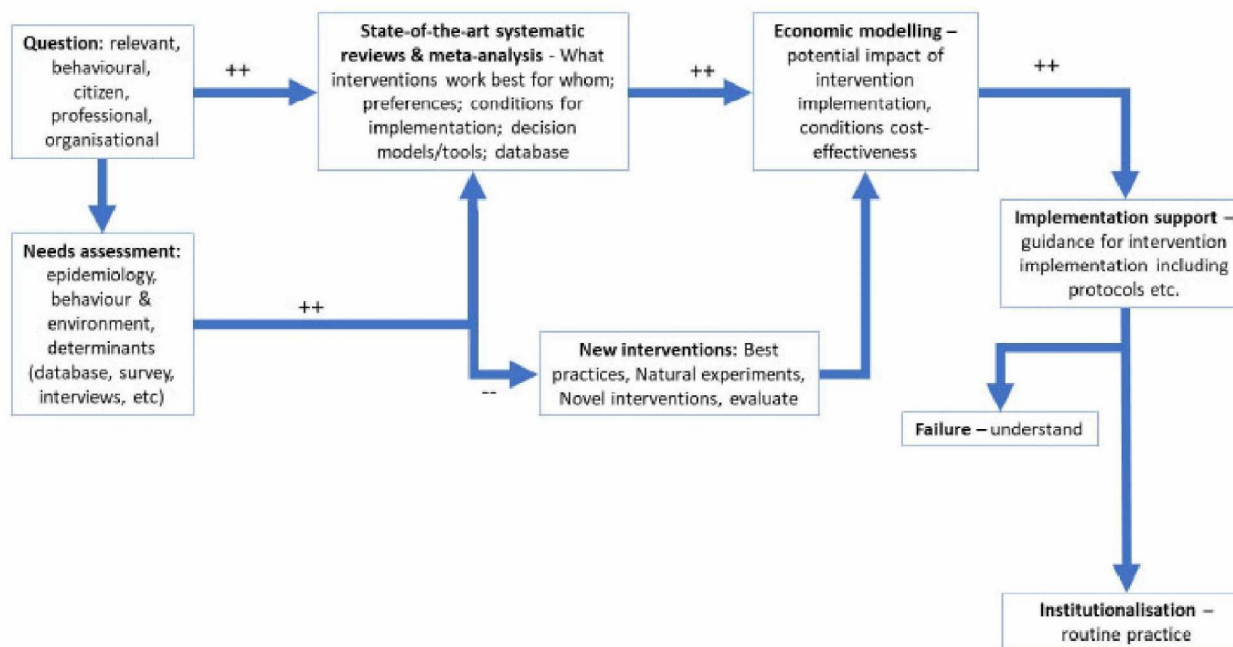 Question: relevant,
behavioural,
citizen,
professional,
organisational
++
State-of-the-art systematic
reviews & meta-analysis - What
interventions work best for whom;
preferences; conditions for
implementation; decision
models/tools; database
++
Economic modelling –
potential impact of
intervention
implementation,
conditions cost-
effectiveness
++
Needs assessment:
epidemiology,
behaviour &
environment,
determinants
(database, survey,
interviews, etc)
++
--
New interventions: Best
practices, Natural experiments,
Novel interventions, evaluate
Implementation support –
guidance for intervention
implementation including
protocols etc.
Failure – understand
Institutionalisation –
routine practice